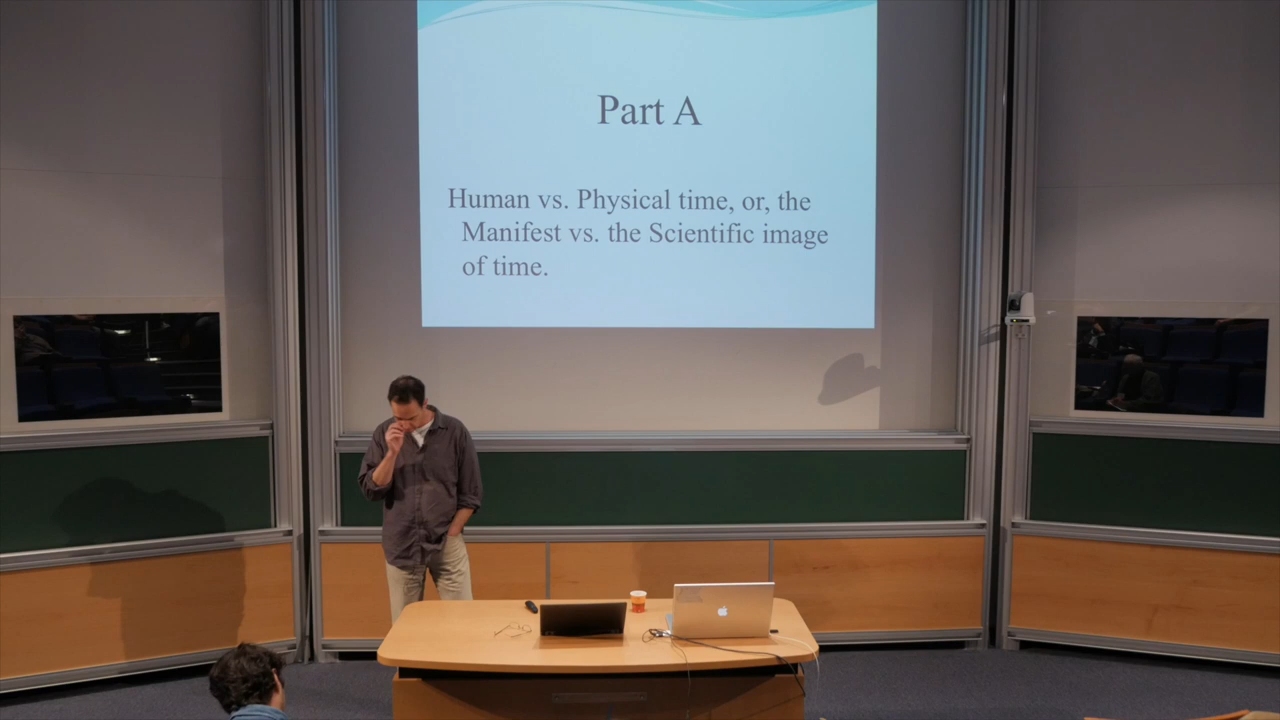 Part A
Human vs. Physical time, or, the
Manifest vs. the Scientific image
of time.